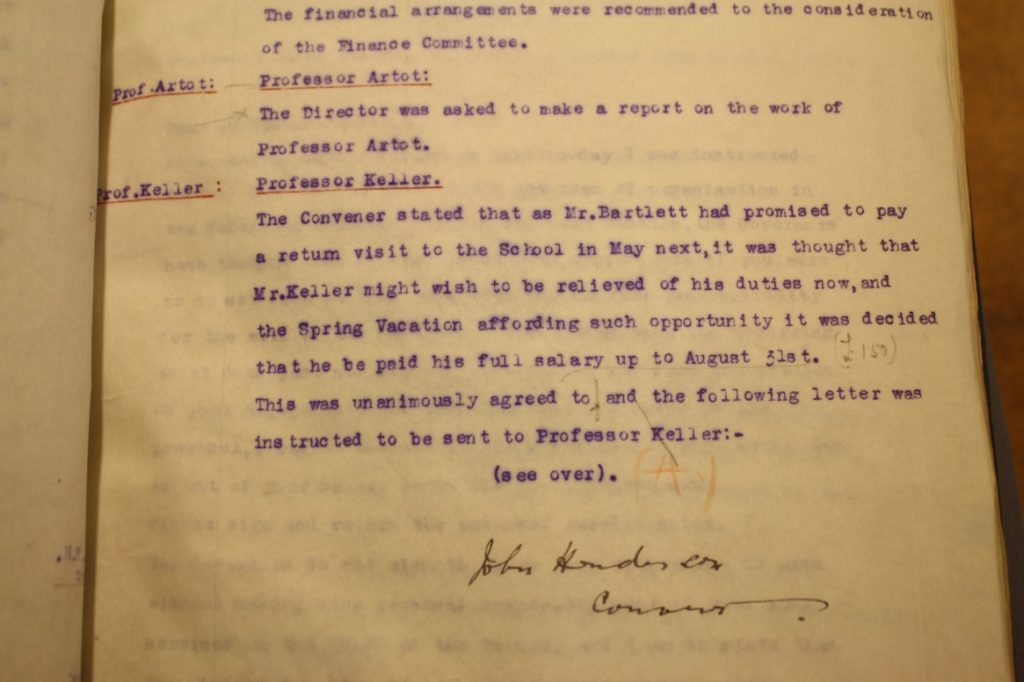 The financial arrangements were recommended to the consideration
of the Finance Committee.
Prof.Artot: Professor Artot:
The Director was asked to make a report on the work of
Professor Artot.
Prof.Keller: Professor Keller.
The Convener stated that as Mr.Bartlett had promised to pay
a return visit to the School in May next,it was thought that
Mr.Keller might wish to be relieved of his duties now,and
the Spring Vacation affording such opportunity it was decided
that he be paid his full salary up to August 31st. (£150)
This was unanimously agreed to, and the following letter was
instructed to be sent to Professor Keller:-
(see over). (A.)
John Henderson
Convener